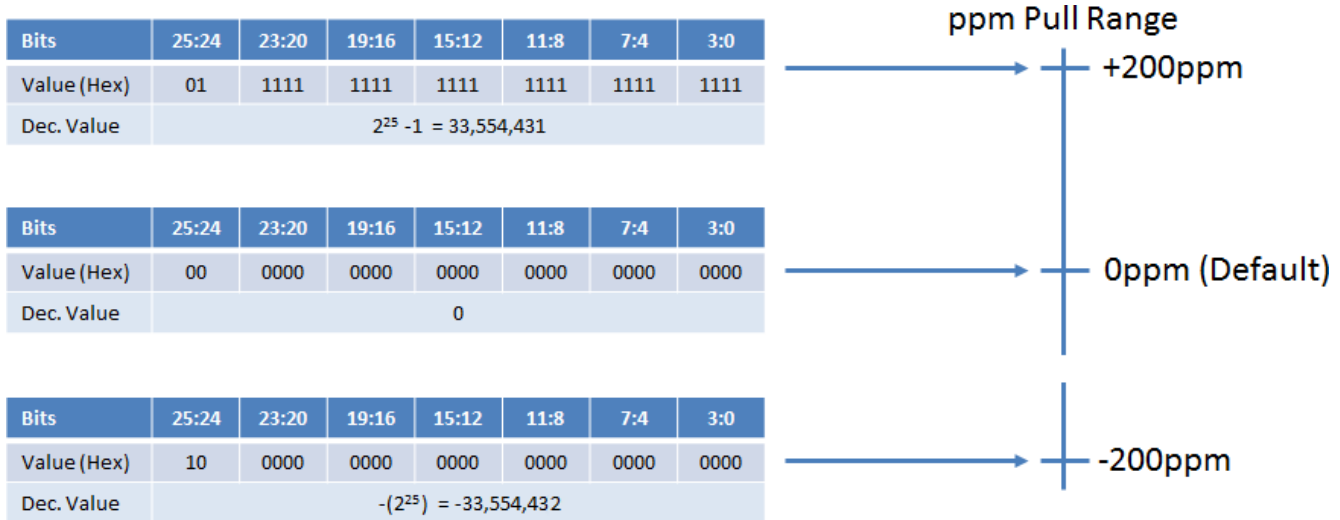 ppm Pull Range
Bits 25:24 23:20 19:16 15:12 11:8 7:4 3:0
Value (Hex) 01 1111 1111 1111 1111 1111 1111
+200ppm
Dec. Value 2²⁵ -1 = 33,554,431
Bits 25:24 23:20 19:16 15:12 11:8 7:4 3:0
Value (Hex) 00 0000 0000 0000 0000 0000 0000
0ppm (Default)
Dec. Value 0
Bits 25:24 23:20 19:16 15:12 11:8 7:4 3:0
Value (Hex) 10 0000 0000 0000 0000 0000 0000
-200ppm
Dec. Value -(2²⁵) = -33,554,432